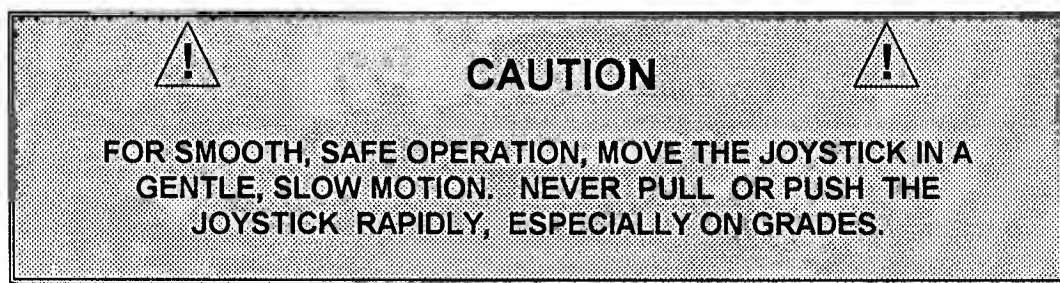 CAUTION
FOR SMOOTH, SAFE OPERATION, MOVE THE JOYSTICK IN A
GENTLE, SLOW MOTION. NEVER PULL OR PUSH THE
JOYSTICK RAPIDLY, ESPECIALLY ON GRADES.